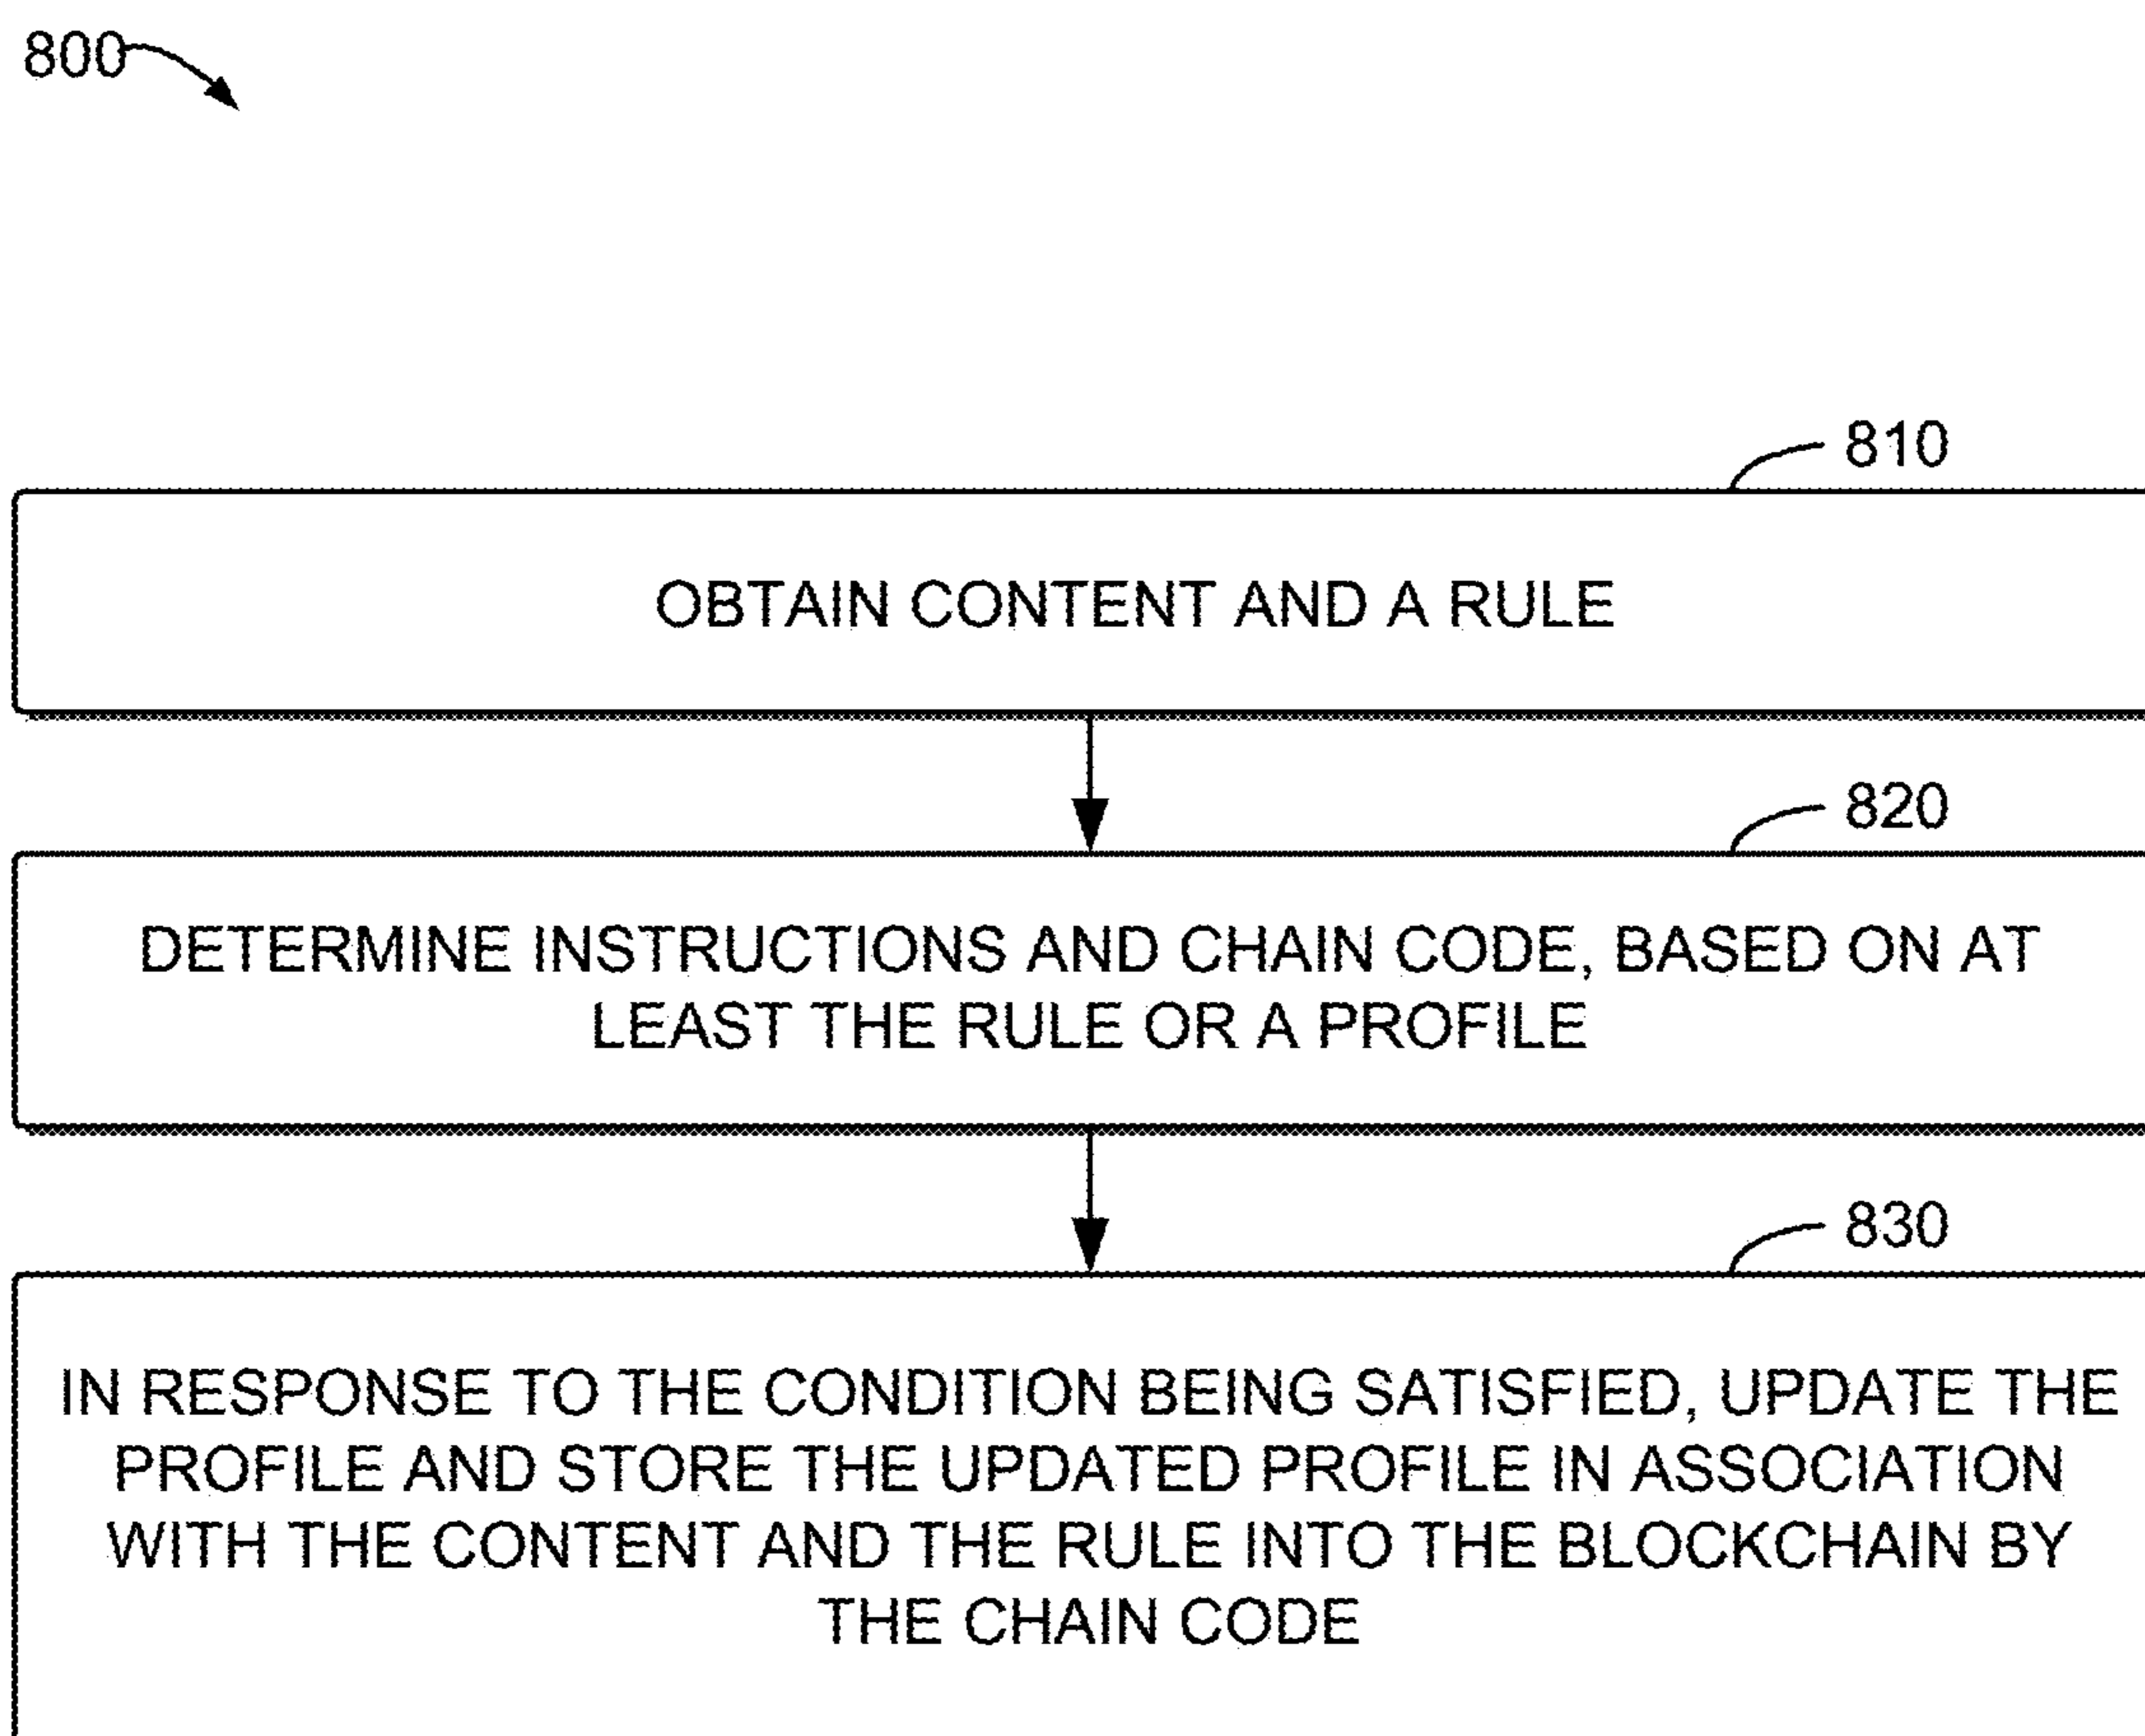 800
810
OBTAIN CONTENT AND A RULE
820
DETERMINE INSTRUCTIONS AND CHAIN CODE, BASED ON AT
LEAST THE RULE OR A PROFILE
830
IN RESPONSE TO THE CONDITION BEING SATISFIED, UPDATE THE
PROFILE AND STORE THE UPDATED PROFILE IN ASSOCIATION
WITH THE CONTENT AND THE RULE INTO THE BLOCKCHAIN BY
THE CHAIN CODE